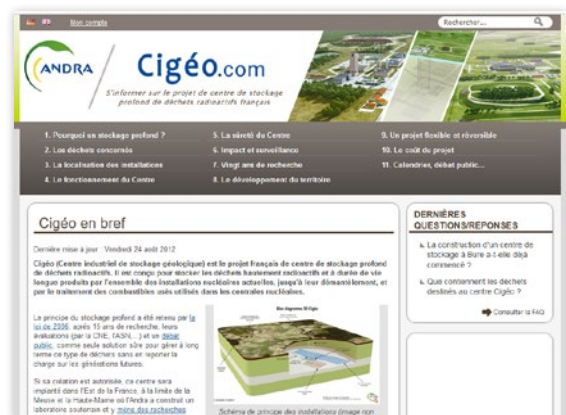 Mon compte
Rechercher...
ANDRA
Cigéo.com
S'informer sur le projet de centre de stockage
profond de déchets radioactifs français
1. Pourquoi un stockage profond ?
2. Les déchets concernés
3. La localisation des installations
4. Le fonctionnement du Centre
5. La sûreté du Centre
6. Impact et surveillance
7. Vingt ans de recherche
8. Le développement du territoire
9. Un projet flexible et réversible
10. Le coût du projet
11. Calendrier, débat public...
Cigéo en bref
Dernière mise à jour : Vendredi 24 août 2012
Cigéo (Centre industriel de stockage géologique) est le projet français de centre de stockage profond
de déchets radioactifs. Il est conçu pour stocker les déchets hautement radioactifs et à durée de vie
longue produits par l'ensemble des installations nucléaires actuelles, jusqu'à leur démantèlement, et
par le traitement des combustibles usés utilisés dans les centrales nucléaires.
Le principe du stockage profond a été retenu par la
loi de 2006, après 15 ans de recherche, leurs
évaluations (par la CNE, l'ASN,...) et un débat
public, comme seule solution sûre pour gérer à long
terme ce type de déchets sans en reporter la
charge sur les générations futures.
Si sa création est autorisée, ce centre sera
implanté dans l'Est de la France, à la limite de la
Meuse et la Haute-Marne où l'Andra a construit un
laboratoire souterrain et y mène des recherches
Schéma de principe des installations (image non
DERNIÈRES
QUESTIONS/REPONSES
La construction d'un centre de
stockage à Bure a-t-elle déjà
commencé ?
Que contiennent les déchets
destinés au centre Cigéo ?
Consulter la FAQ